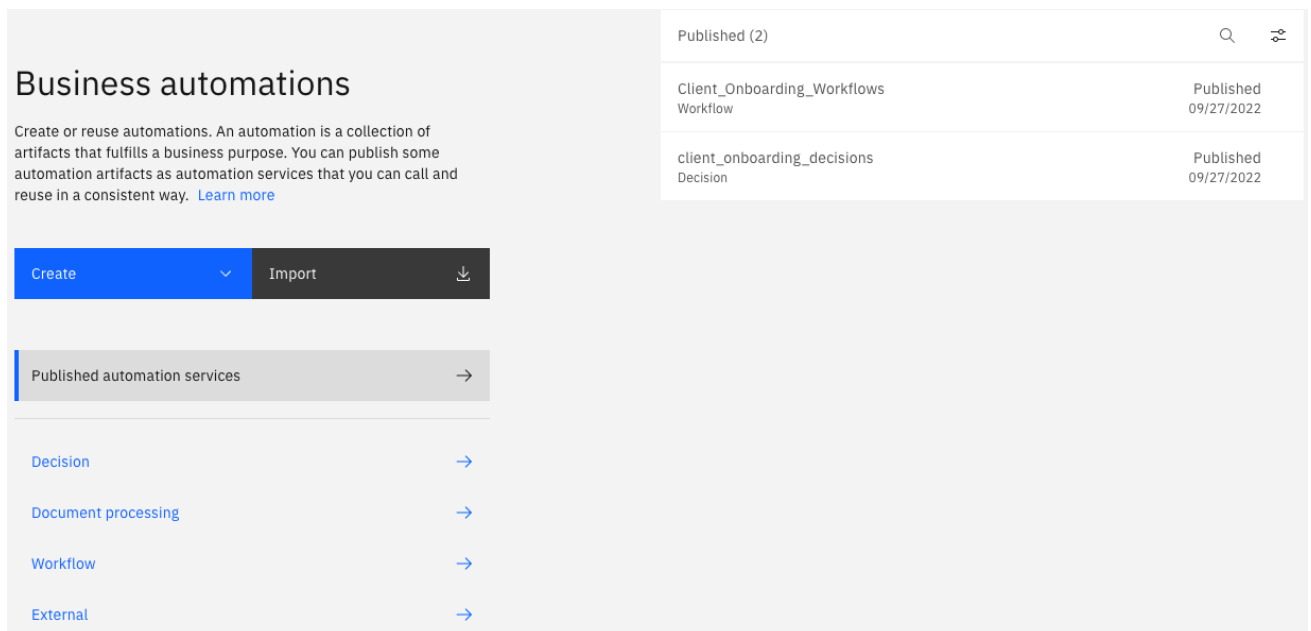 Business automations
Create or reuse automations. An automation is a collection of
artifacts that fulfills a business purpose. You can publish some
automation artifacts as automation services that you can call and
reuse in a consistent way. Learn more
Create
Import
Published automation services
Decision
Document processing
Workflow
External
Published (2)
Client_Onboarding_Workflows
Published
Workflow
09/27/2022
client_onboarding_decisions
Published
Decision
09/27/2022